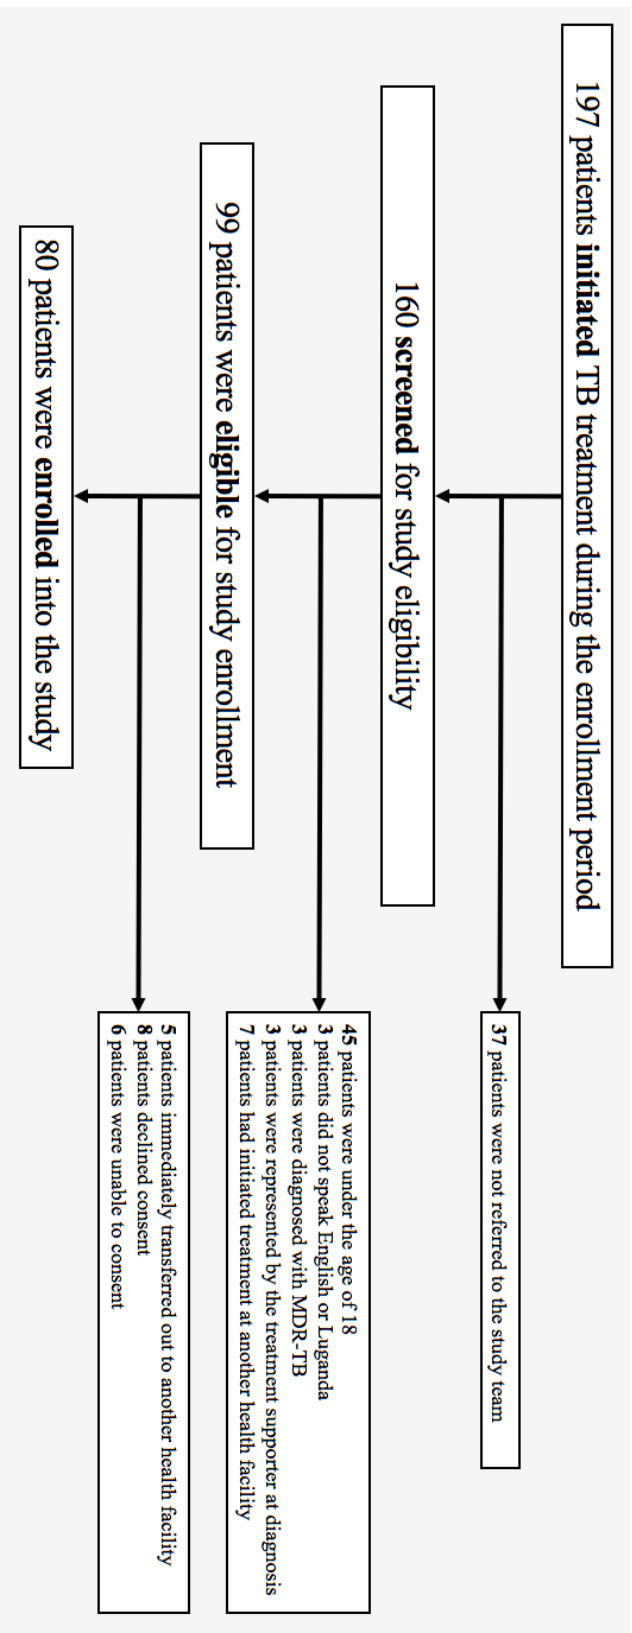 197 patients initiated TB treatment during the enrollment period
37 patients were not referred to the study team
160 screened for study eligibility
45 patients were under the age of 18
3 patients did not speak English or Luganda
3 patients were diagnosed with MDR-TB
3 patients were represented by the treatment supporter at diagnosis
7 patients had initiated treatment at another health facility
99 patients were eligible for study enrollment
5 patients immediately transferred out to another health facility
8 patients declined consent
6 patients were unable to consent
80 patients were enrolled into the study